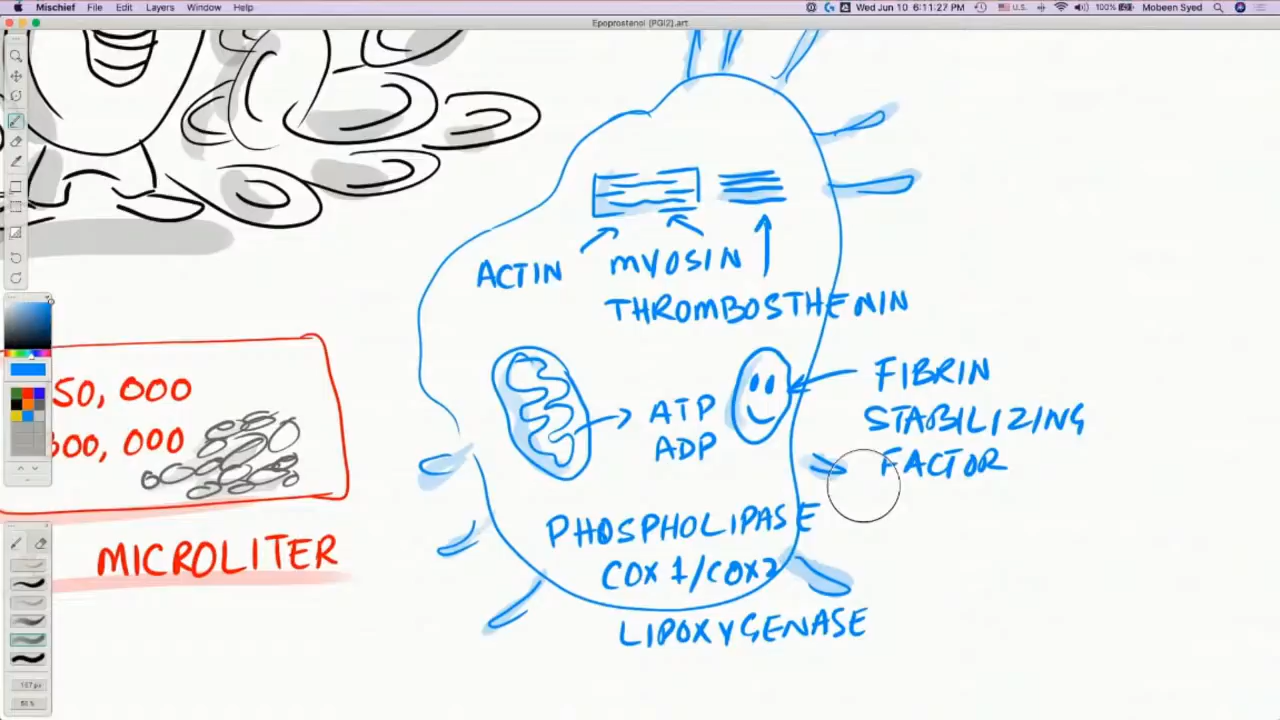 Mischief File Edit Layers Window Help
U.S. 100% Wed Jun 10 6:11:27 PM Mobeen Syed
Epoprostenol (PGI2).art
ACTIN
MYOSIN
THROMBOSTHENIN
50,000
00,000
MICROLITER
ATP
ADP
FIBRIN
STABILIZING
FACTOR
PHOSPHOLIPASE
COX 1/COX2
LIPOXYGENASE